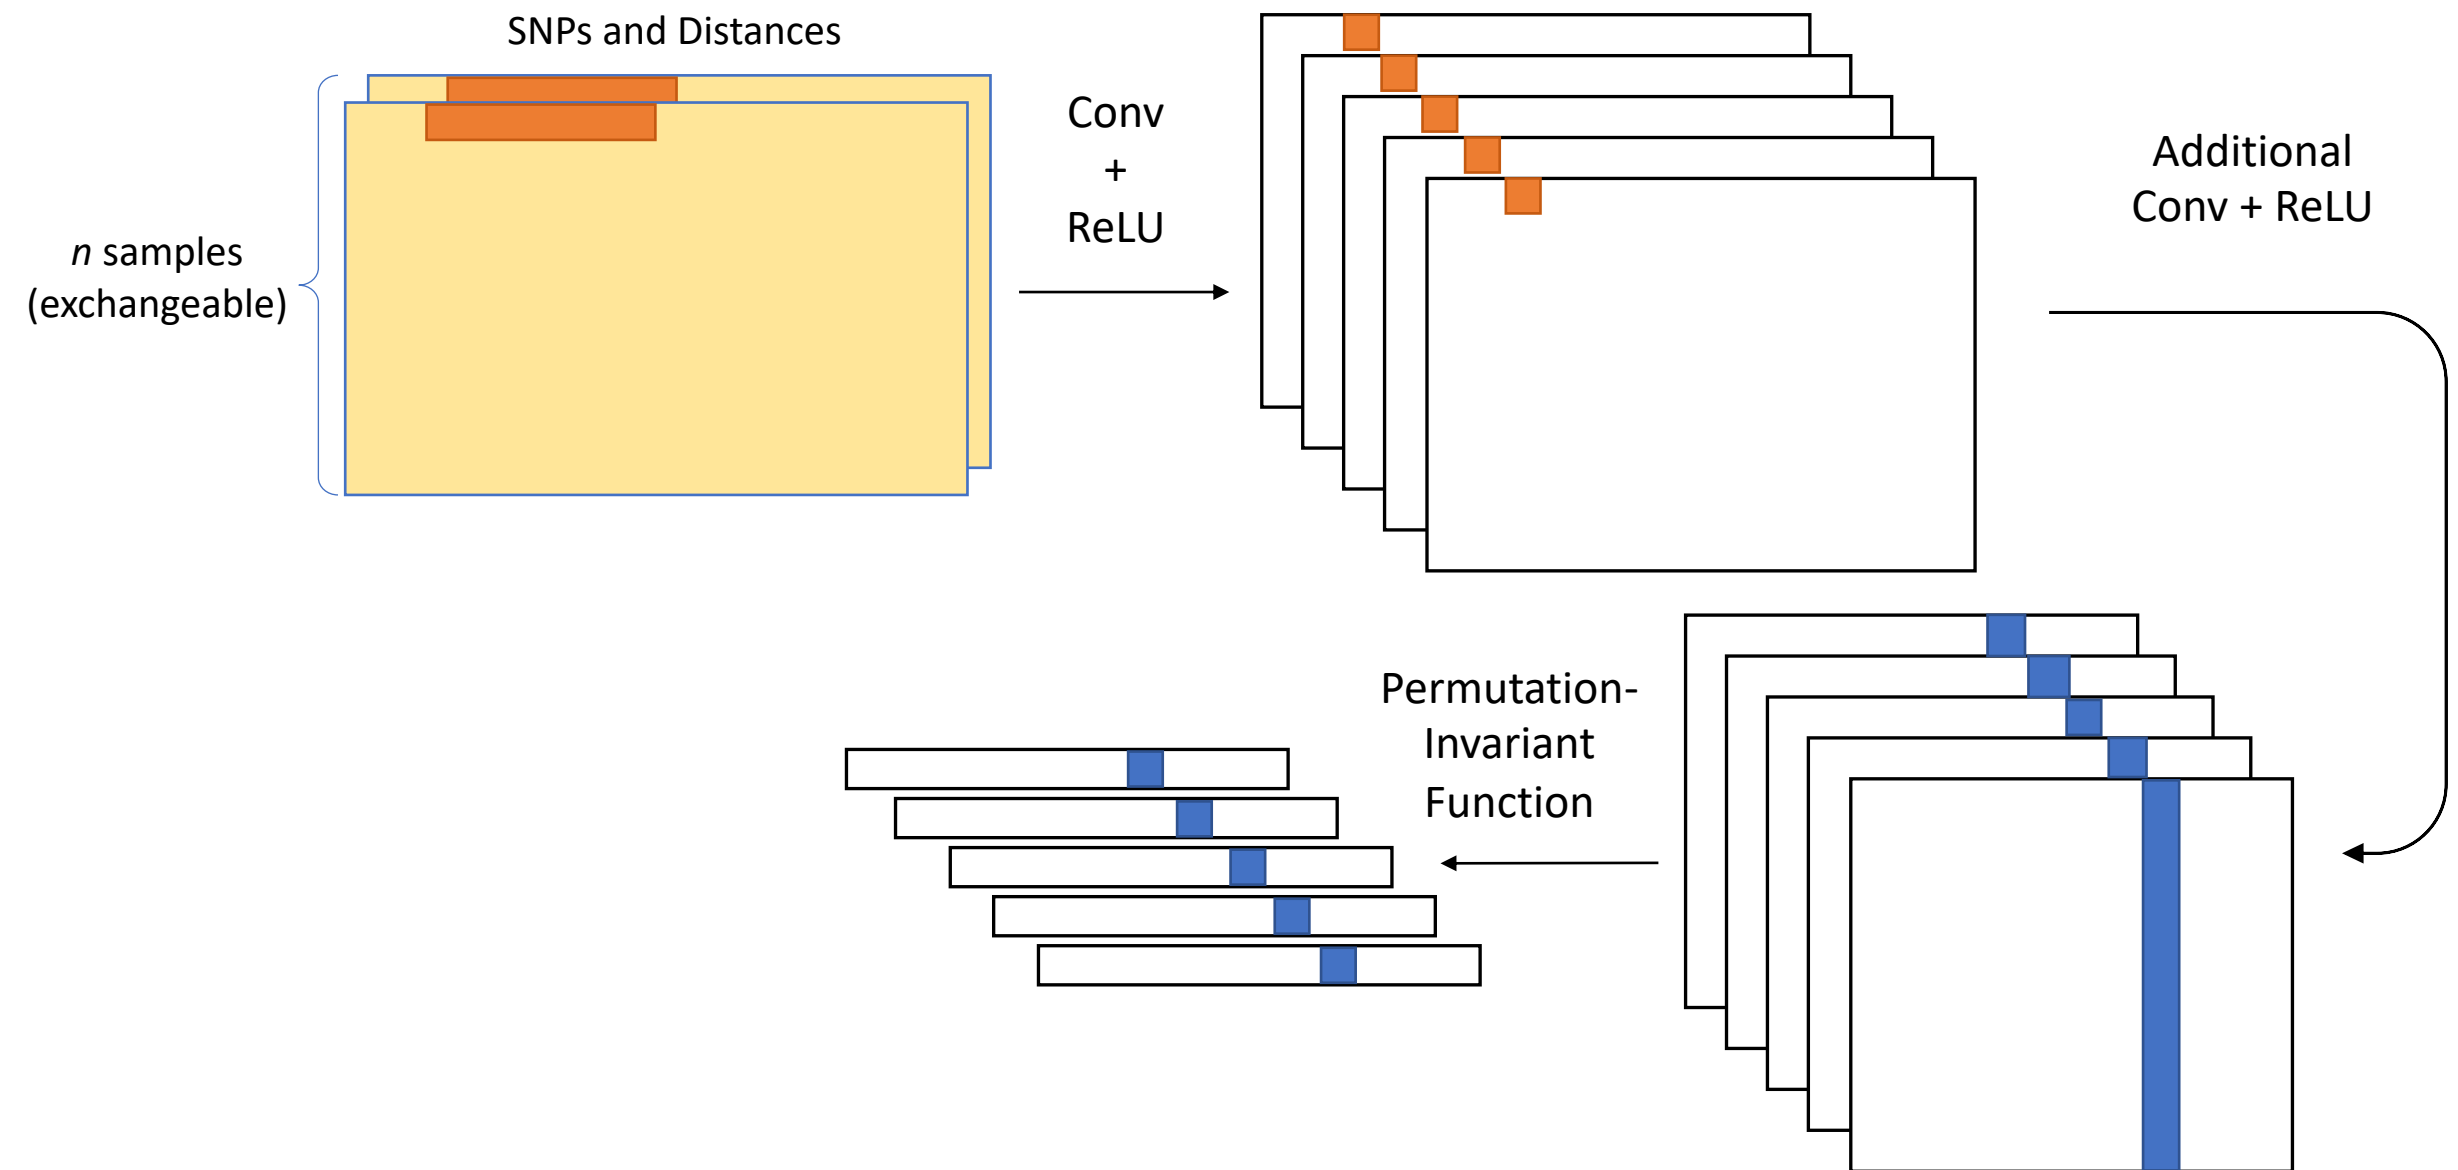 SNPs and Distances
n samples
(exchangeable)
Conv
+
ReLU
Additional
Conv + ReLU
Permutation-
Invariant
Function